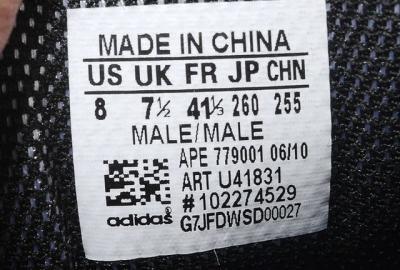 MADE IN CHINA
US UK FR JP CHN
8 7½ 41⅓ 260 255
MALE/MALE
APE 779001 06/10
ART U41831
#102274529
adidas® G7JFDWSD00027